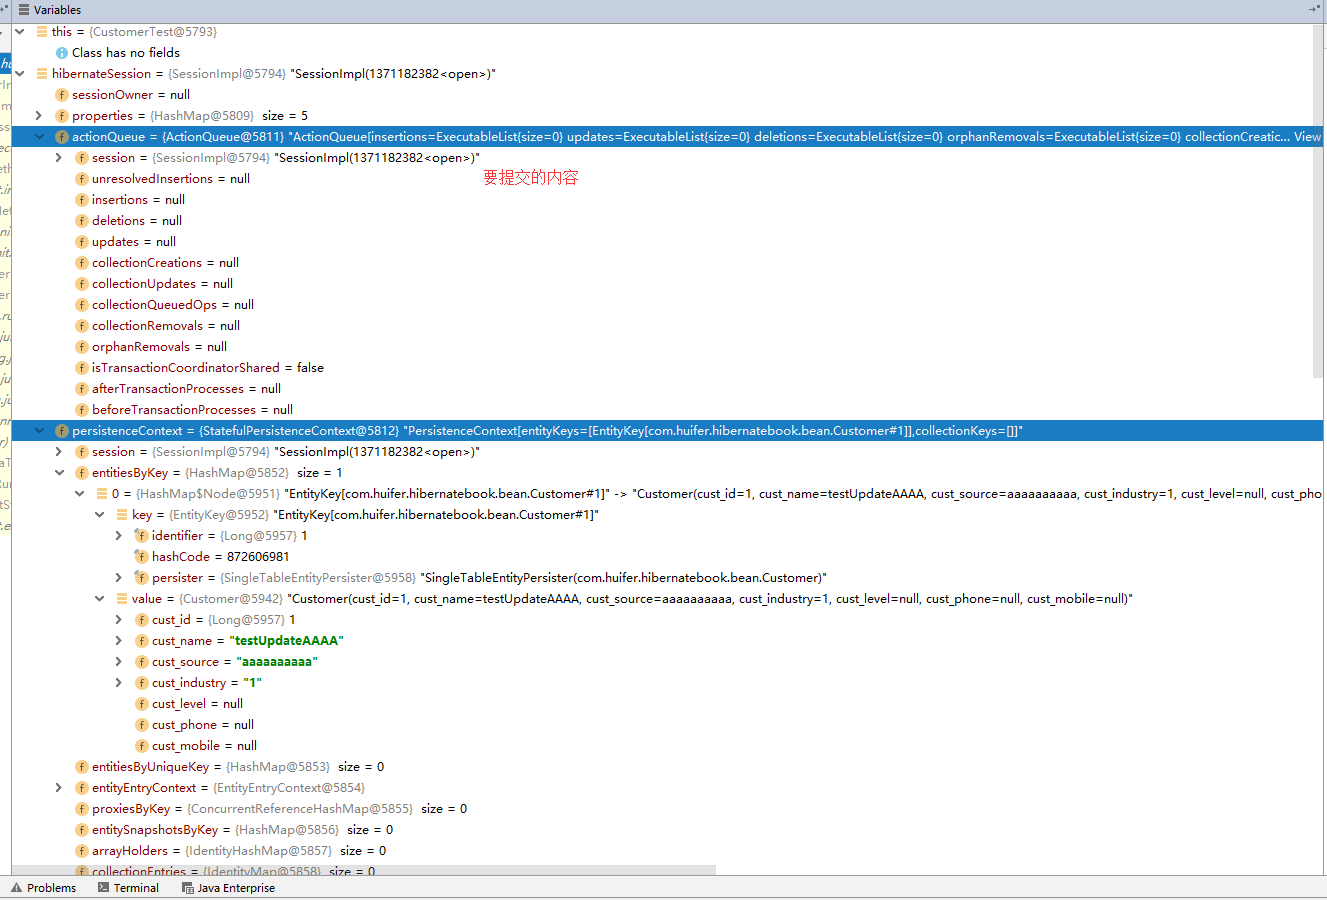 Variables
this = {CustomerTest@5793}
Class has no fields
hibernateSession = {SessionImpl@5794} "SessionImpl(1371182382<open>)"
sessionOwner = null
properties = {HashMap@5809} size = 5
actionQueue = {ActionQueue@5811} "ActionQueue[insertions=ExecutableList{size=0} updates=ExecutableList{size=0} deletions=ExecutableList{size=0} orphanRemovals=ExecutableList{size=0} collectionCreatic... View
session = {SessionImpl@5794} "SessionImpl(1371182382<open>)"
unresolvedInsertions = null
要提交的内容
insertions = null
deletions = null
updates = null
collectionCreations = null
collectionUpdates = null
collectionQueuedOps = null
collectionRemovals = null
orphanRemovals = null
isTransactionCoordinatorShared = false
afterTransactionProcesses = null
beforeTransactionProcesses = null
persistenceContext = {StatefulPersistenceContext@5812} "PersistenceContext[entityKeys=[EntityKey[com.huifer.hibernatebook.bean.Customer#1]],collectionKeys=[]]"
session = {SessionImpl@5794} "SessionImpl(1371182382<open>)"
entitiesByKey = {HashMap@5852} size = 1
0 = {HashMap$Node@5951} "EntityKey[com.huifer.hibernatebook.bean.Customer#1]" -> "Customer(cust_id=1, cust_name=testUpdateAAAA, cust_source=aaaaaaaaaa, cust_industry=1, cust_level=null, cust_pho
key = {EntityKey@5952} "EntityKey[com.huifer.hibernatebook.bean.Customer#1]"
identifier = {Long@5957} 1
hashCode = 872606981
persister = {SingleTableEntityPersister@5958} "SingleTableEntityPersister(com.huifer.hibernatebook.bean.Customer)"
value = {Customer@5942} "Customer(cust_id=1, cust_name=testUpdateAAAA, cust_source=aaaaaaaaaa, cust_industry=1, cust_level=null, cust_phone=null, cust_mobile=null)"
cust_id = {Long@5957} 1
cust_name = "testUpdateAAAA"
cust_source = "aaaaaaaaaa"
cust_industry = "1"
cust_level = null
cust_phone = null
cust_mobile = null
entitiesByUniqueKey = {HashMap@5853} size = 0
entityEntryContext = {EntityEntryContext@5854}
proxiesByKey = {ConcurrentReferenceHashMap@5855} size = 0
entitySnapshotsByKey = {HashMap@5856} size = 0
arrayHolders = {IdentityHashMap@5857} size = 0
collectionEntries = {IdentityMap@5858} size = 0
Problems Terminal Java Enterprise